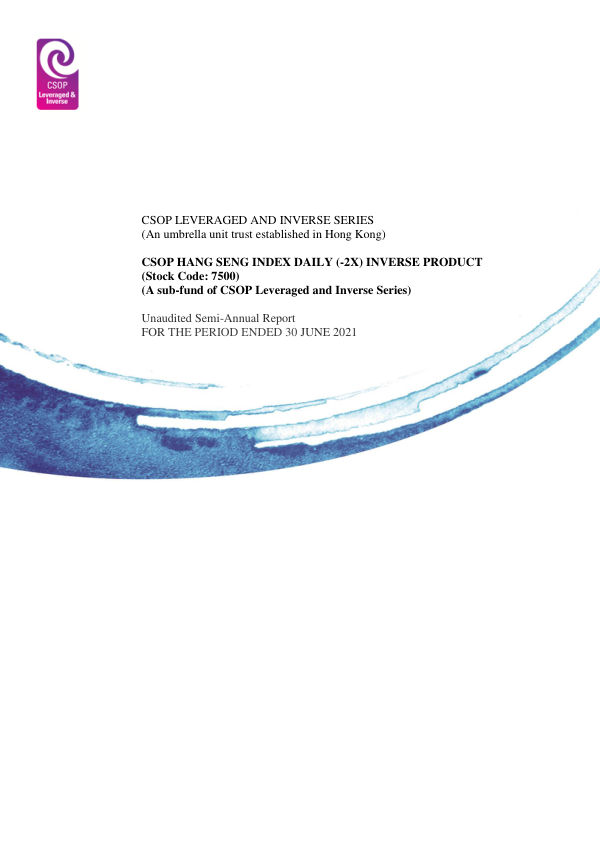 CSOP
Leveraged &
Inverse
CSOP LEVERAGED AND INVERSE SERIES
(An umbrella unit trust established in Hong Kong)
CSOP HANG SENG INDEX DAILY (-2X) INVERSE PRODUCT
(Stock Code: 7500)
(A sub-fund of CSOP Leveraged and Inverse Series)
Unaudited Semi-Annual Report
FOR THE PERIOD ENDED 30 JUNE 2021